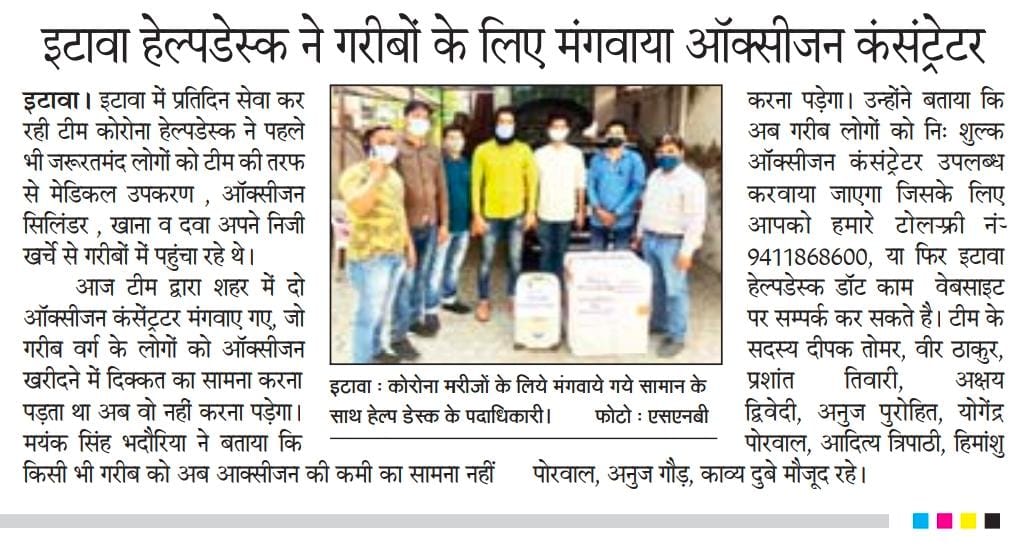 इटावा हेल्पडेस्क ने गरीबों के लिए मंगवाया ऑक्सीजन कंसंट्रेटर
इटावा। इटावा में प्रतिदिन सेवा कर
रही टीम कोरोना हेल्पडेस्क ने पहले
भी जरूरतमंद लोगों को टीम की तरफ
से मेडिकल उपकरण , ऑक्सीजन
सिलिंडर , खाना व दवा अपने निजी
खर्चे से गरीबों में पहुंचा रहे थे।
आज टीम द्वारा शहर में दो
ऑक्सीजन कंसेंट्रटर मंगवाए गए, जो
गरीब वर्ग के लोगों को ऑक्सीजन
खरीदने में दिक्कत का सामना करना
पड़ता था अब वो नहीं करना पड़ेगा।
मयंक सिंह भदौरिया ने बताया कि
किसी भी गरीब को अब आक्सीजन की कमी का सामना नहीं
इटावा : कोरोना मरीजों के लिये मंगवाये गये सामान के
साथ हेल्प डेस्क के पदाधिकारी। फोटो : एसएनबी
करना पड़ेगा। उन्होंने बताया कि
अब गरीब लोगों को निः शुल्क
ऑक्सीजन कंसंट्रेटर उपलब्ध
करवाया जाएगा जिसके लिए
आपको हमारे टोल-फ्री नं-
9411868600, या फिर इटावा
हेल्पडेस्क डॉट काम वेबसाइट
पर सम्पर्क कर सकते है। टीम के
सदस्य दीपक तोमर, वीर ठाकुर,
प्रशांत तिवारी, अक्षय
द्विवेदी, अनुज पुरोहित, योगेंद्र
पोरवाल, आदित्य त्रिपाठी, हिमांशु
पोरवाल, अनुज गौड़, काव्य दुबे मौजूद रहे।